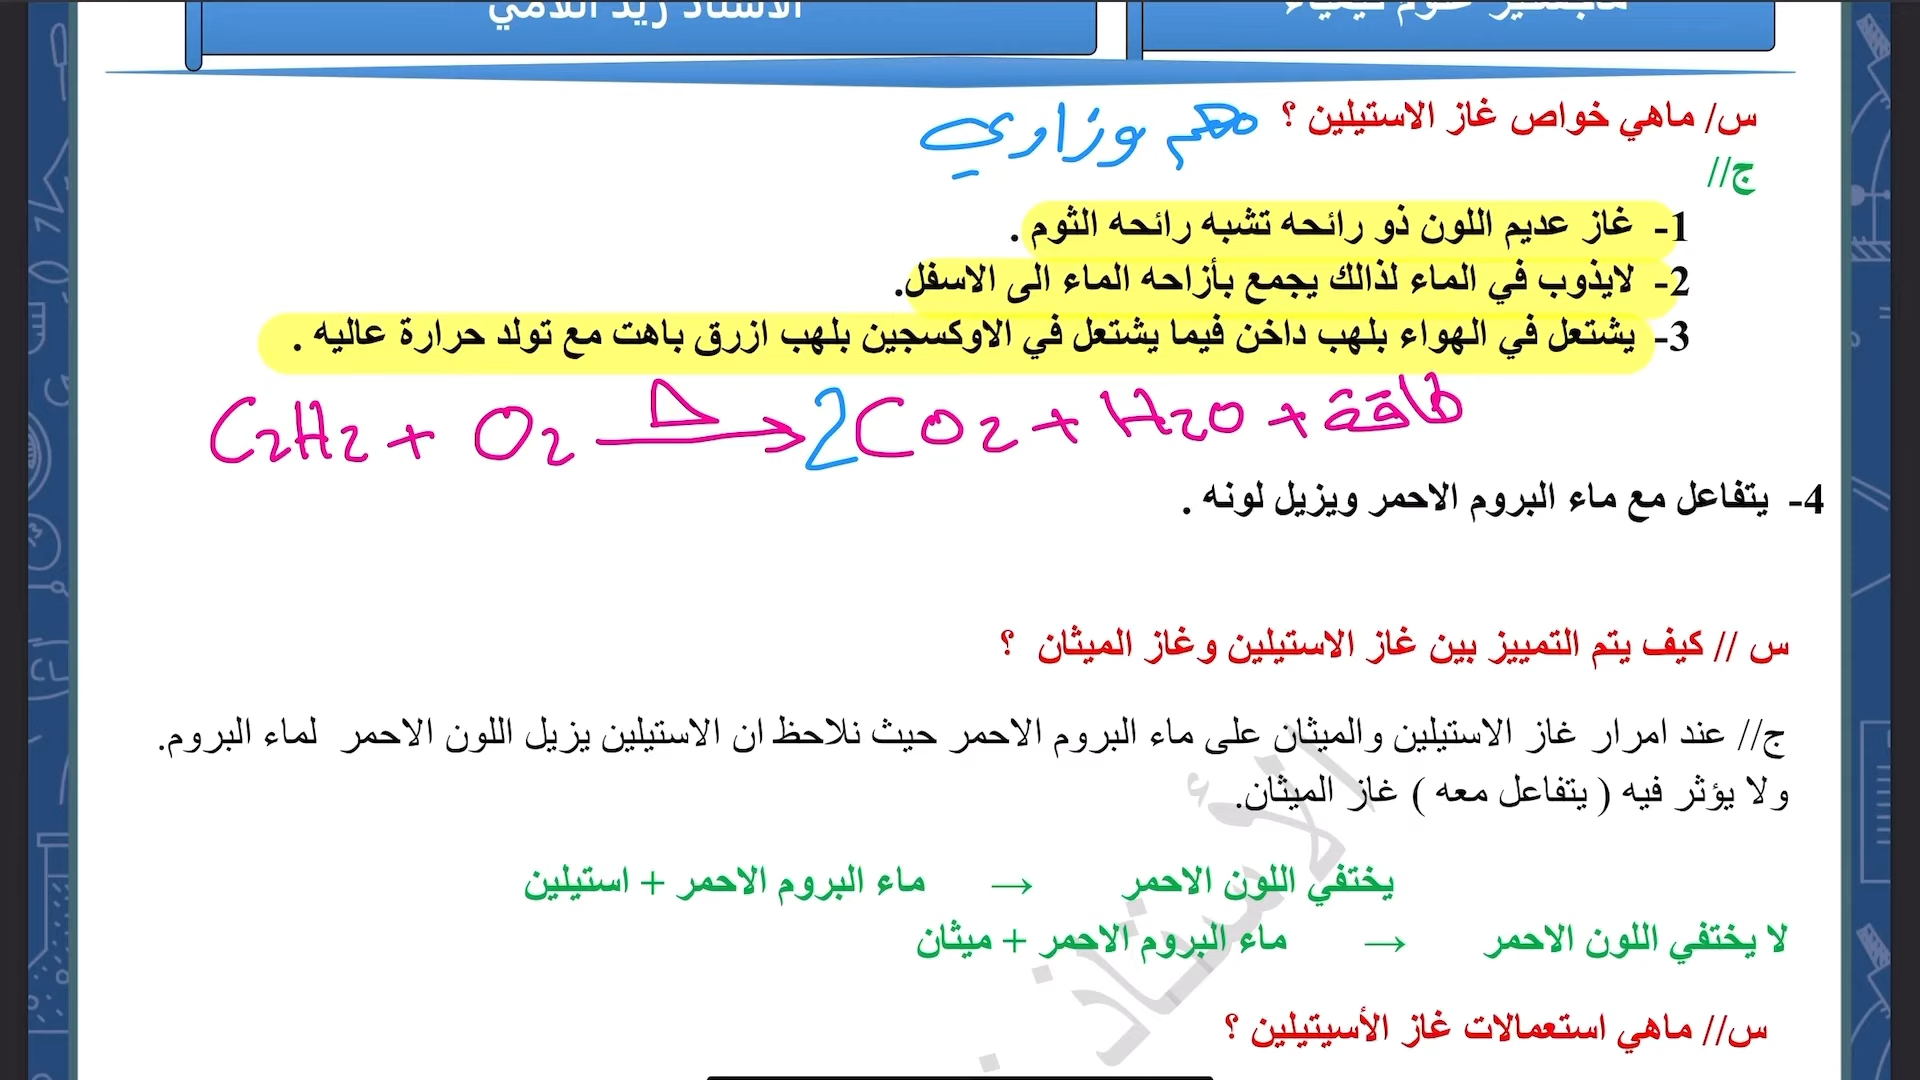 الاستاذ زيد اللامي
س/ ماهي خواص غاز الاستيلين ؟ مهم وزاري
ج//
1- غاز عديم اللون ذو رائحه تشبه رائحه الثوم .
2- لايذوب في الماء لذالك يجمع بأزاحه الماء الى الاسفل.
3- يشتعل في الهواء بلهب داخن فيما يشتعل في الاوكسجين بلهب ازرق باهت مع تولد حرارة عاليه .
C2H2 + O2 → 2CO2 + H2O + طاقة
4- يتفاعل مع ماء البروم الاحمر ويزيل لونه .
س // كيف يتم التمييز بين غاز الاستيلين وغاز الميثان ؟
ج// عند امرار غاز الاستيلين والميثان على ماء البروم الاحمر حيث نلاحظ ان الاستيلين يزيل اللون الاحمر لماء البروم.
ولا يؤثر فيه ( يتفاعل معه ) غاز الميثان.
يختفي اللون الاحمر → ماء البروم الاحمر + استيلين
لا يختفي اللون الاحمر → ماء البروم الاحمر + ميثان
س// ماهي استعمالات غاز الأسيتيلين ؟
الأستاذ